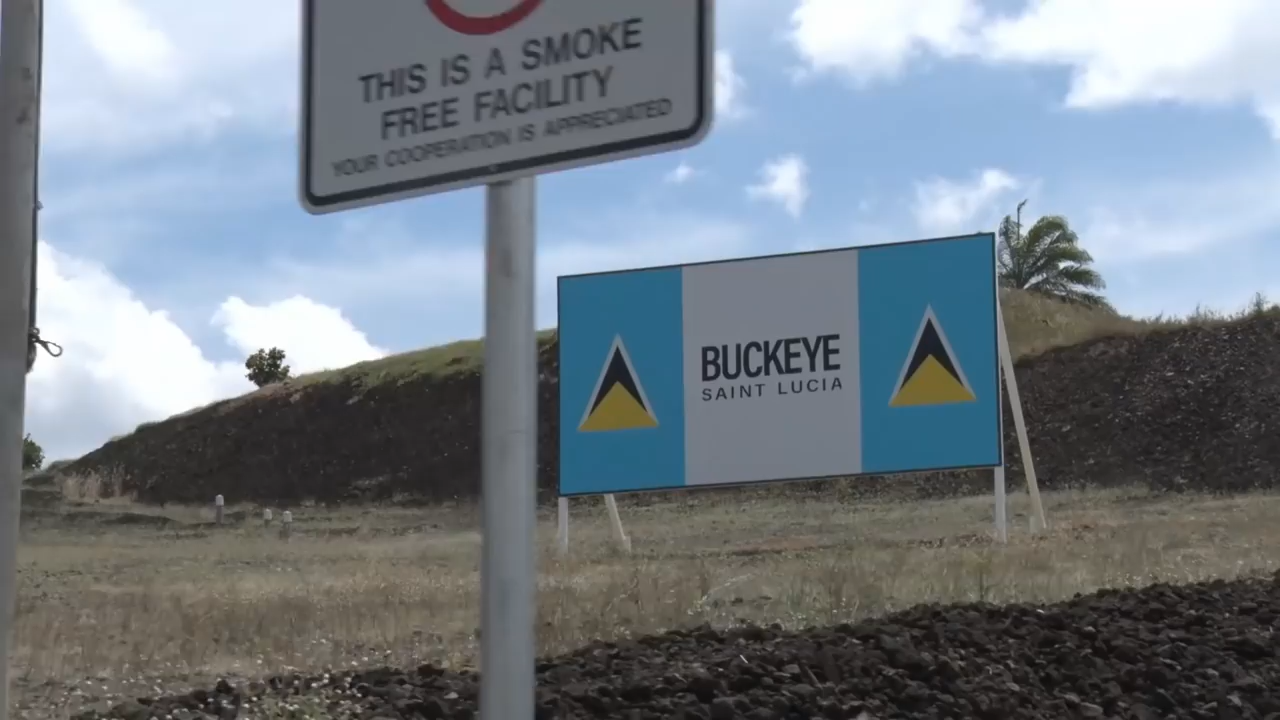 THIS IS A SMOKE
FREE FACILITY
YOUR COOPERATION IS APPRECIATED
BUCKEYE
SAINT LUCIA